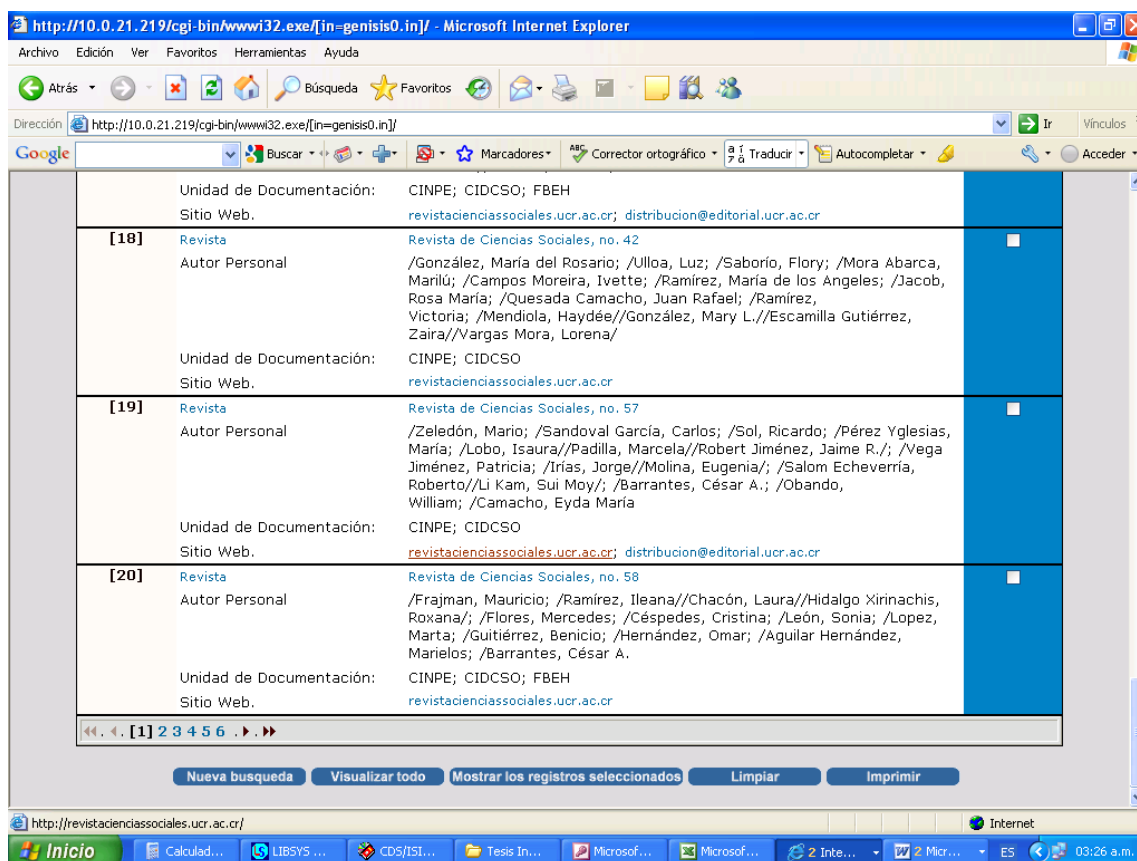 http://10.0.21.219/cgi-bin/wwwi32.exe/[in=genisis0.in]/ - Microsoft Internet Explorer
Archivo Edición Ver Favoritos Herramientas Ayuda
Atrás Búsqueda Favoritos
Dirección http://10.0.21.219/cgi-bin/wwwi32.exe/[in=genisis0.in]/ Ir Vínculos
Google Buscar Marcadores Corrector ortográfico Traducir Autocompletar Acceder
Unidad de Documentación: CINPE; CIDCSO; FBEH
Sitio Web. revistacienciassociales.ucr.ac.cr; distribucion@editorial.ucr.ac.cr
[18] Revista Revista de Ciencias Sociales, no. 42
Autor Personal /González, María del Rosario; /Ulloa, Luz; /Saborío, Flory; /Mora Abarca,
Marilú; /Campos Moreira, Ivette; /Ramírez, María de los Angeles; /Jacob,
Rosa María; /Quesada Camacho, Juan Rafael; /Ramírez,
Victoria; /Mendiola, Haydée//González, Mary L.//Escamilla Gutiérrez,
Zaira//Vargas Mora, Lorena/
Unidad de Documentación: CINPE; CIDCSO
Sitio Web. revistacienciassociales.ucr.ac.cr
[19] Revista Revista de Ciencias Sociales, no. 57
Autor Personal /Zeledón, Mario; /Sandoval García, Carlos; /Sol, Ricardo; /Pérez Yglesias,
María; /Lobo, Isaura//Padilla, Marcela//Robert Jiménez, Jaime R./; /Vega
Jiménez, Patricia; /Irías, Jorge//Molina, Eugenia/; /Salom Echeverría,
Roberto//Li Kam, Sui Moy/; /Barrantes, César A.; /Obando,
William; /Camacho, Eyda María
Unidad de Documentación: CINPE; CIDCSO
Sitio Web. revistacienciassociales.ucr.ac.cr; distribucion@editorial.ucr.ac.cr
[20] Revista Revista de Ciencias Sociales, no. 58
Autor Personal /Frajman, Mauricio; /Ramírez, Ileana//Chacón, Laura//Hidalgo Xirinachis,
Roxana/; /Flores, Mercedes; /Céspedes, Cristina; /León, Sonia; /Lopez,
Marta; /Guitiérrez, Benicio; /Hernández, Omar; /Aguilar Hernández,
Marielos; /Barrantes, César A.
Unidad de Documentación: CINPE; CIDCSO; FBEH
Sitio Web. revistacienciassociales.ucr.ac.cr
[1] 2 3 4 5 6
Nueva busqueda Visualizar todo Mostrar los registros seleccionados Limpiar Imprimir
http://revistacienciassociales.ucr.ac.cr/ Internet
Inicio Calculad... LIBSYS ... CDS/ISI... Tesis In... Microsof... Microsof... 2 Inte... 2 Micr... ES 03:26 a.m.